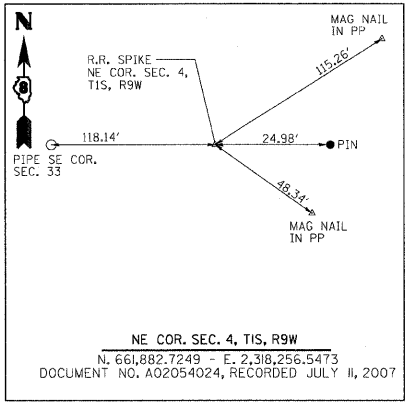 N
8
MAG NAIL
IN PP
R.R. SPIKE
NE COR. SEC. 4,
T1S, R9W
115.26'
118.14'
24.98'
PIN
PIPE SE COR.
SEC. 33
48.34'
MAG NAIL
IN PP
NE COR. SEC. 4, T1S, R9W
N. 661,882.7249 - E. 2,318,256.5473
DOCUMENT NO. A02054024, RECORDED JULY 11, 2007